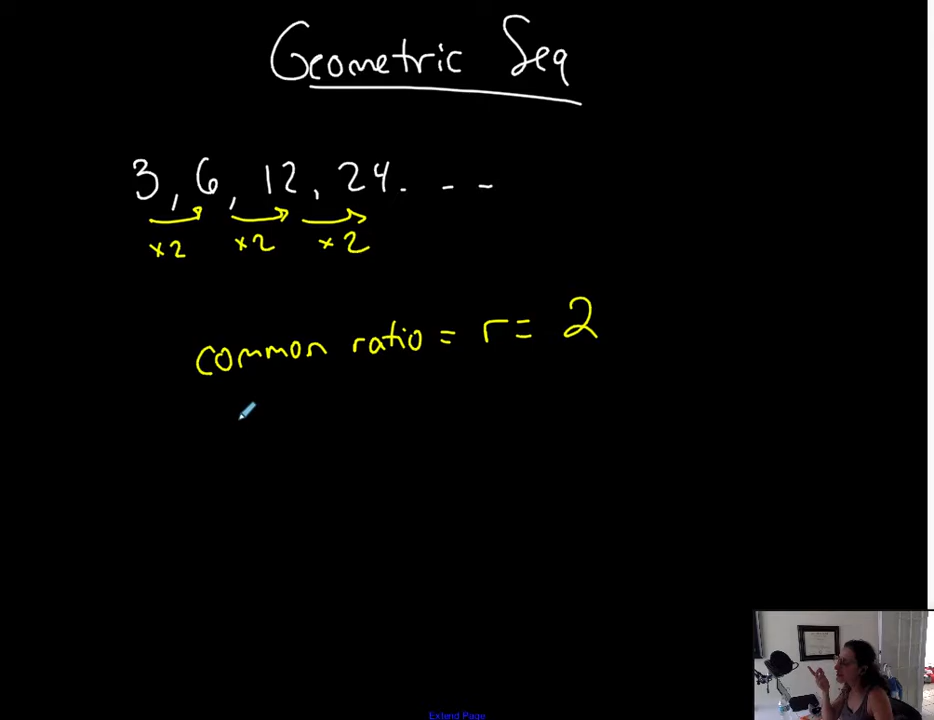 Geometric Seq
3, 6, 12, 24. - -
×2 ×2 ×2
common ratio = r = 2
Extend Page